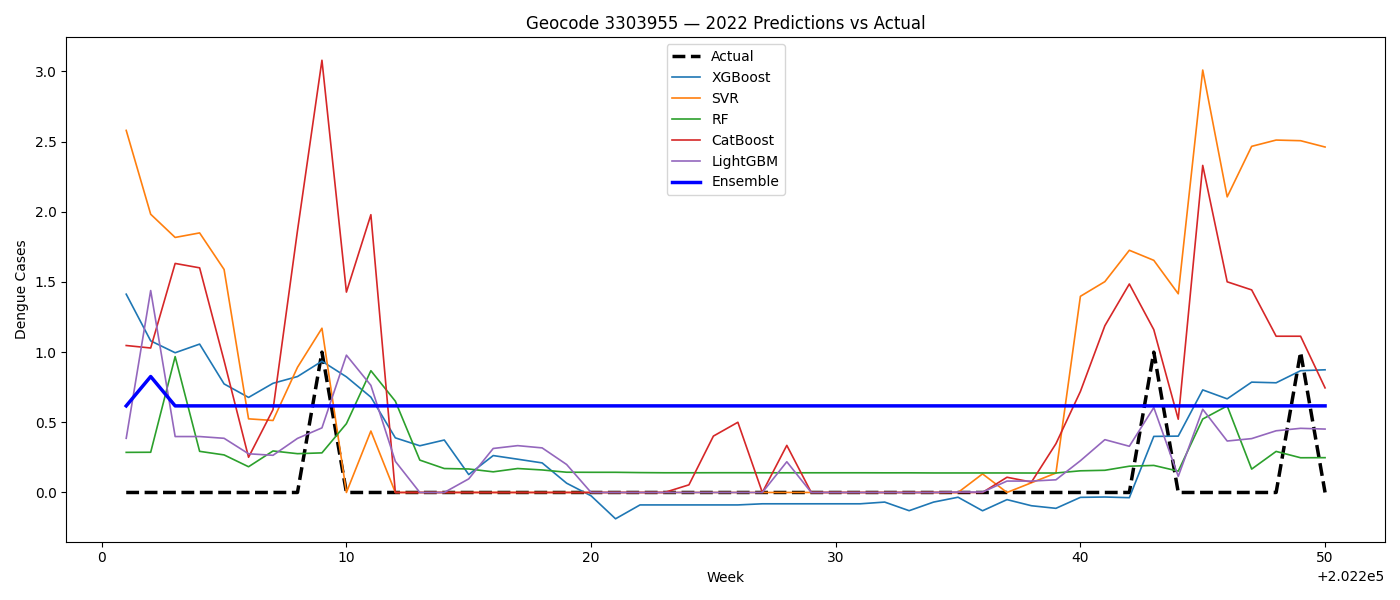 Geocode 3303955 — 2022 Predictions vs Actual
Actual
XGBoost
SVR
RF
CatBoost
LightGBM
Ensemble
Dengue Cases
3.0
2.5
2.0
1.5
1.0
0.5
0.0
0 10 20 30 40 50
Week
+2.022e5